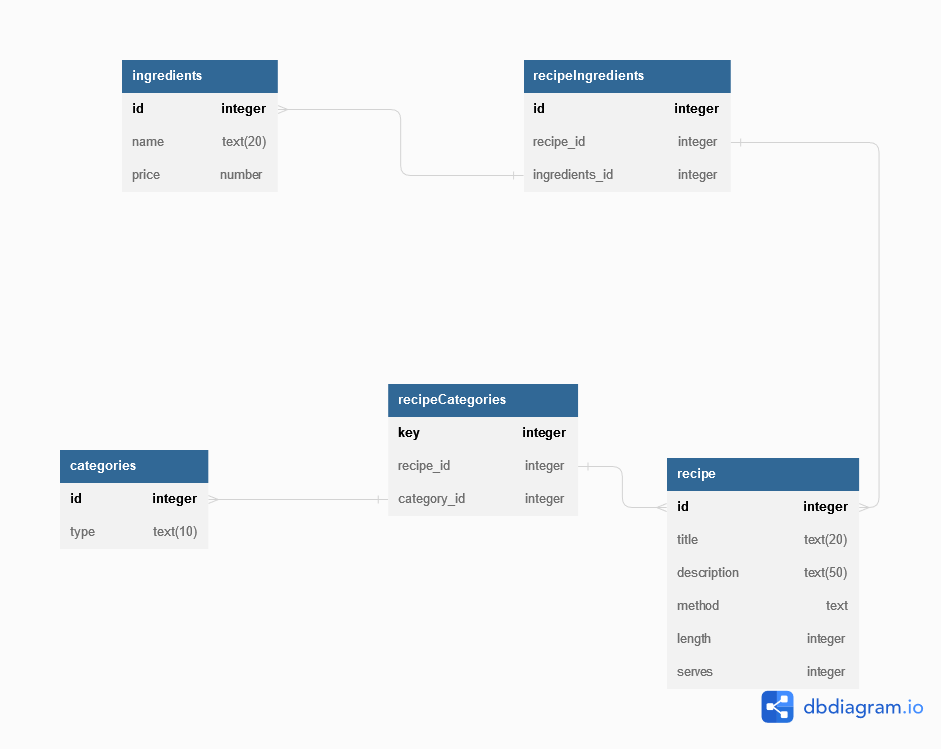 ingredients
id integer
name text(20)
price number
recipeIngredients
id integer
recipe_id integer
ingredients_id integer
recipeCategories
key integer
recipe_id integer
category_id integer
categories
id integer
type text(10)
recipe
id integer
title text(20)
description text(50)
method text
length integer
serves integer
dbdiagram.io